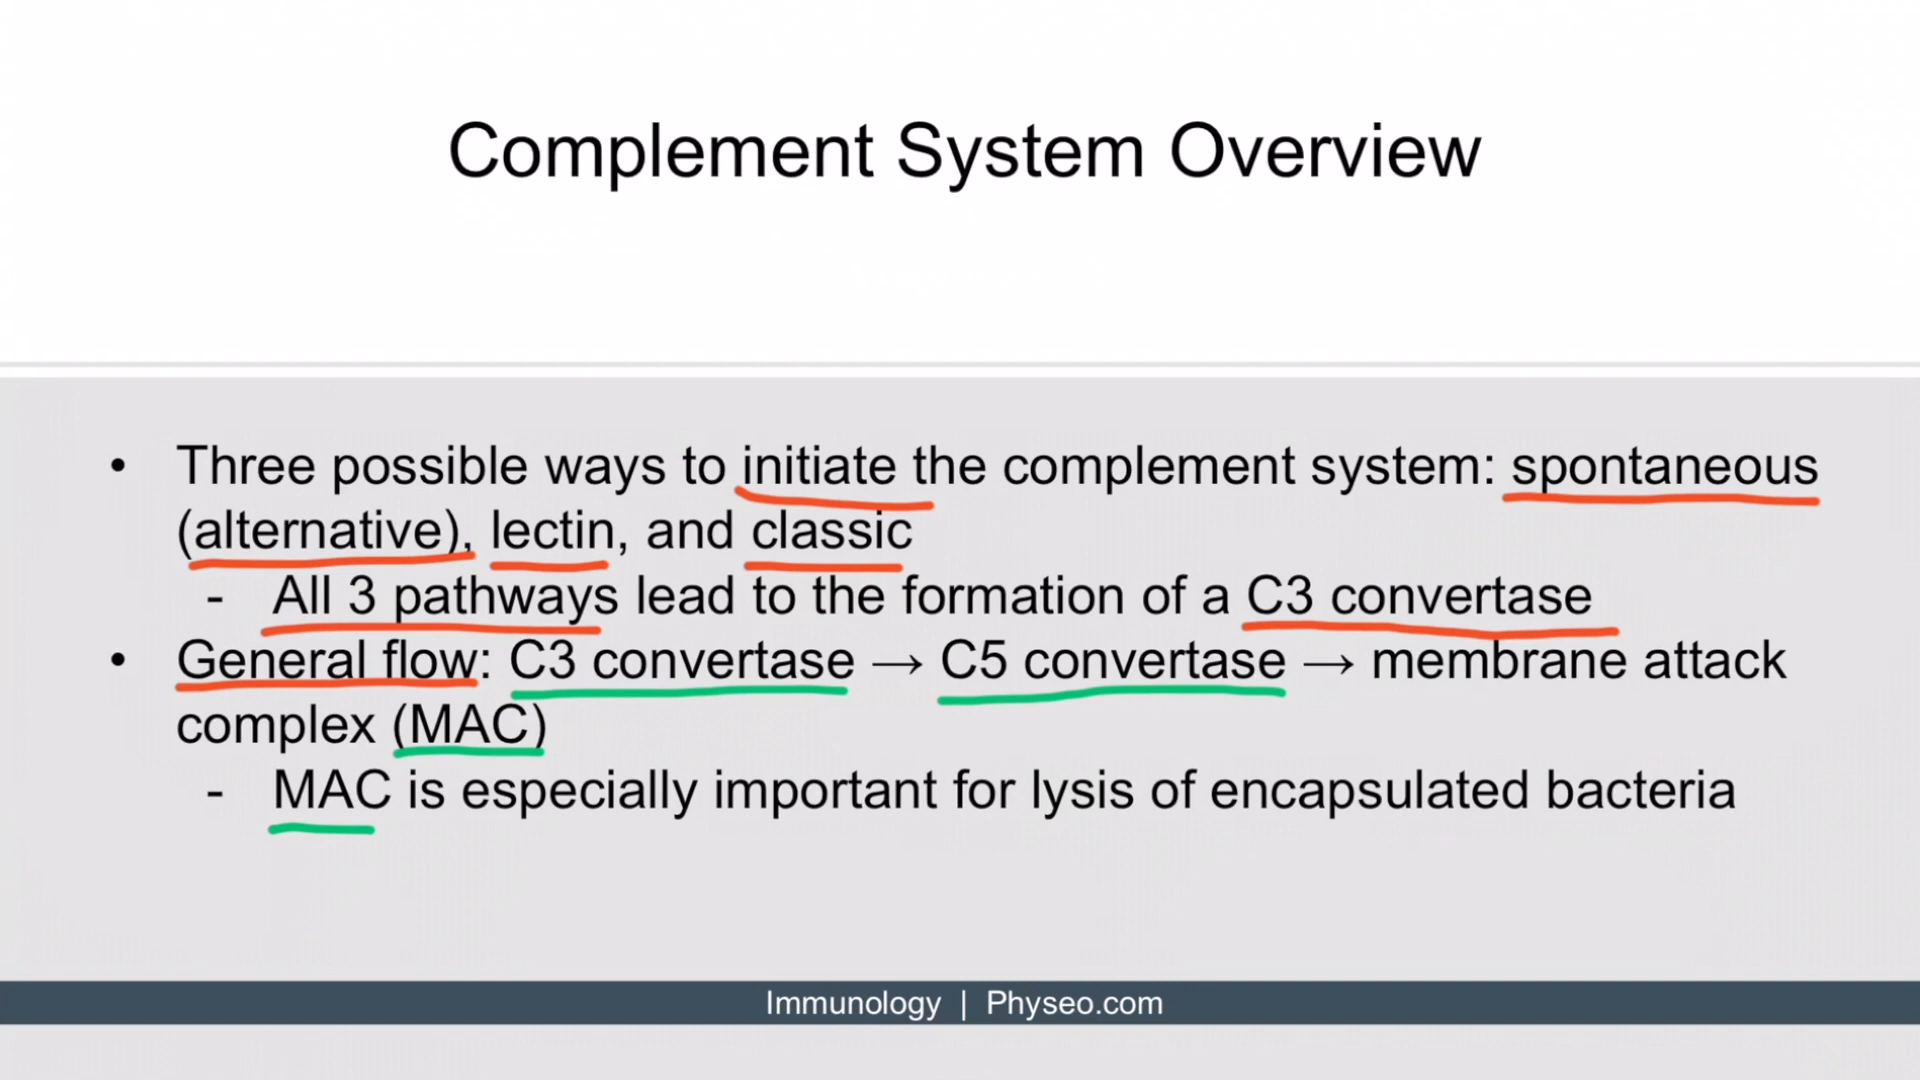 Complement System Overview
• Three possible ways to initiate the complement system: spontaneous
(alternative), lectin, and classic
- All 3 pathways lead to the formation of a C3 convertase
• General flow: C3 convertase → C5 convertase → membrane attack
complex (MAC)
- MAC is especially important for lysis of encapsulated bacteria
Immunology | Physeo.com